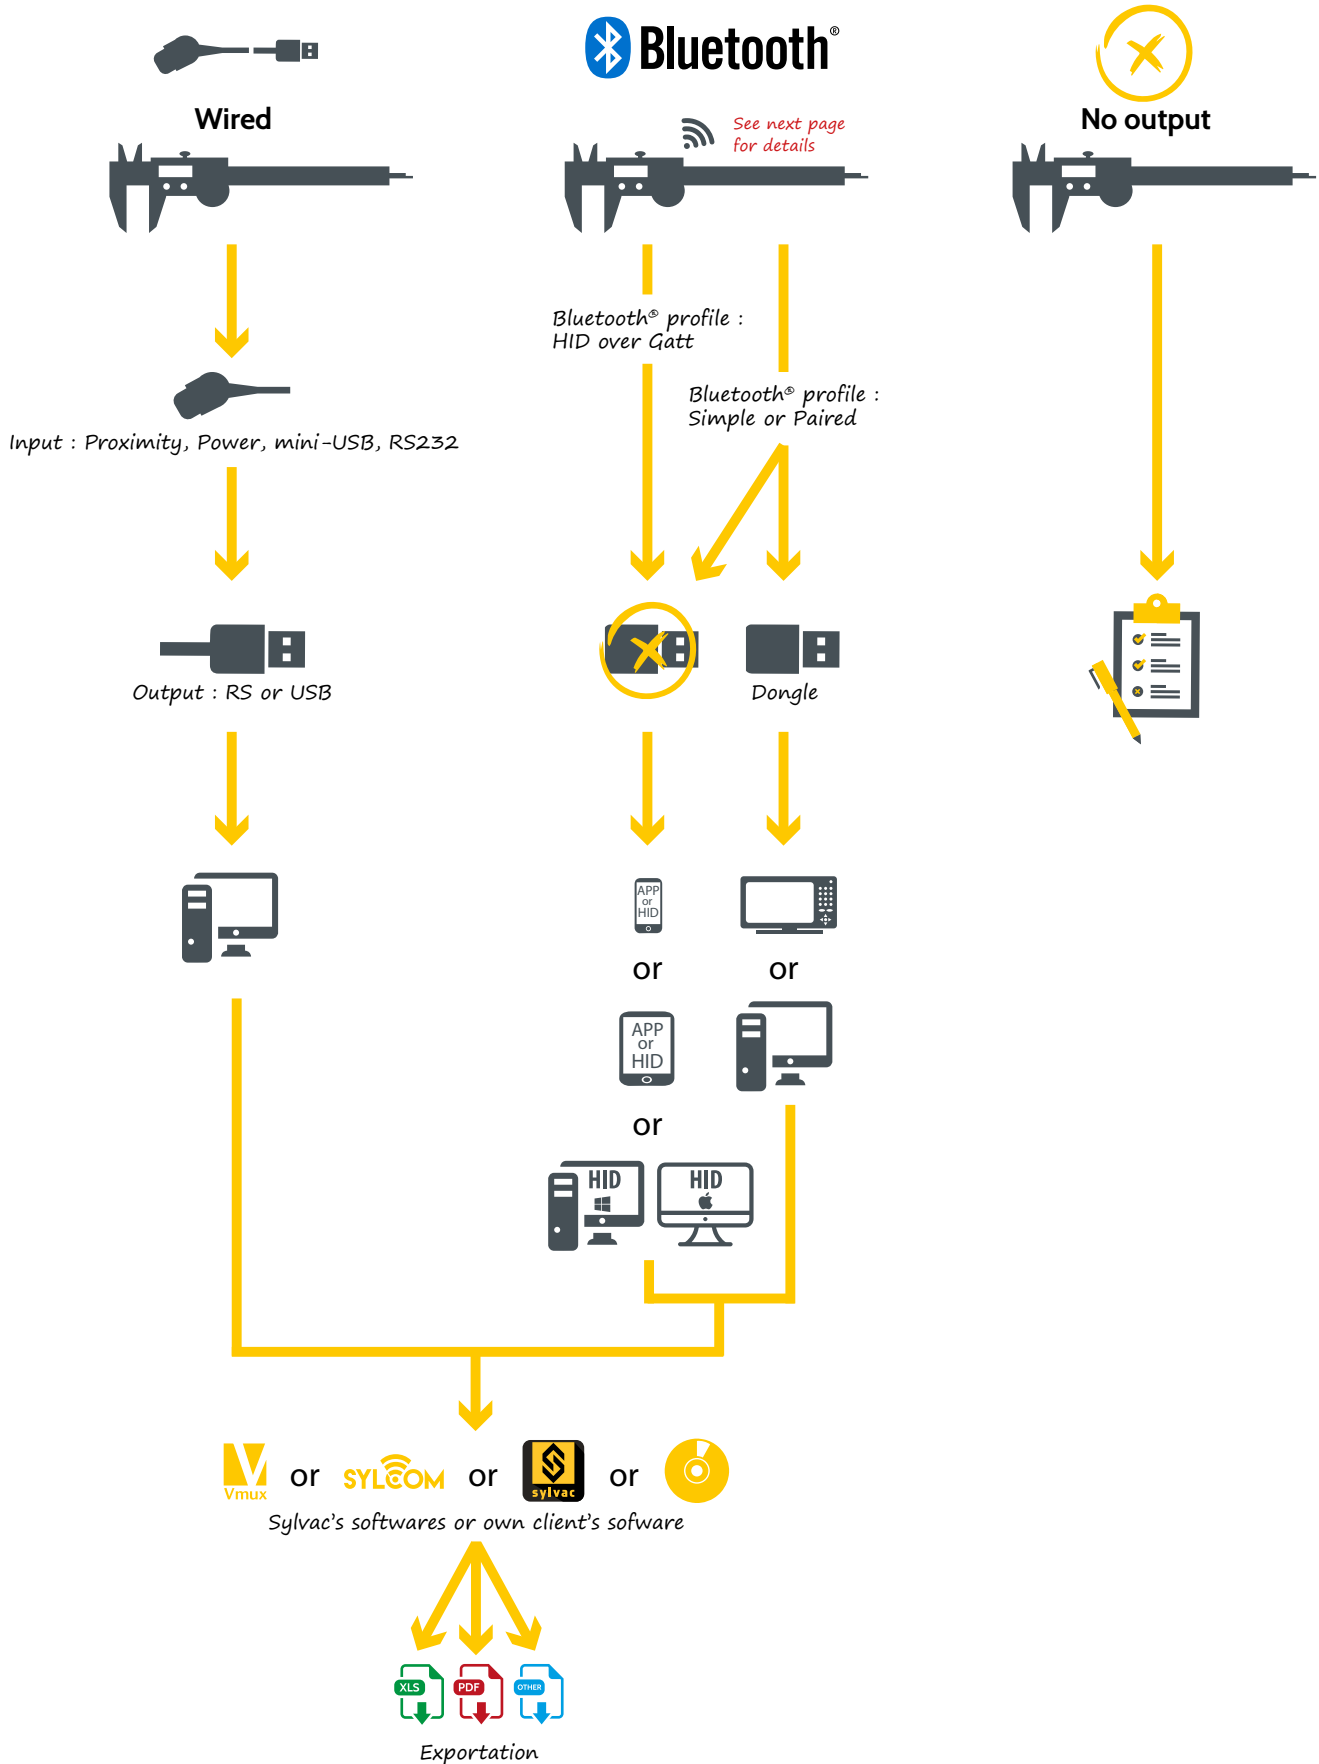 Bluetooth®
Wired
See next page
for details
No output
Bluetooth® profile :
HID over Gatt
Bluetooth® profile :
Simple or Paired
Input : Proximity, Power, mini-USB, RS232
Output : RS or USB
Dongle
APP
or
HID
or
or
APP
or
HID
or
HID
HID
Vmux
or
SYLCOM
or
sylvac
or
Sylvac's softwares or own client's sofware
XLS
PDF
OTHER
Exportation